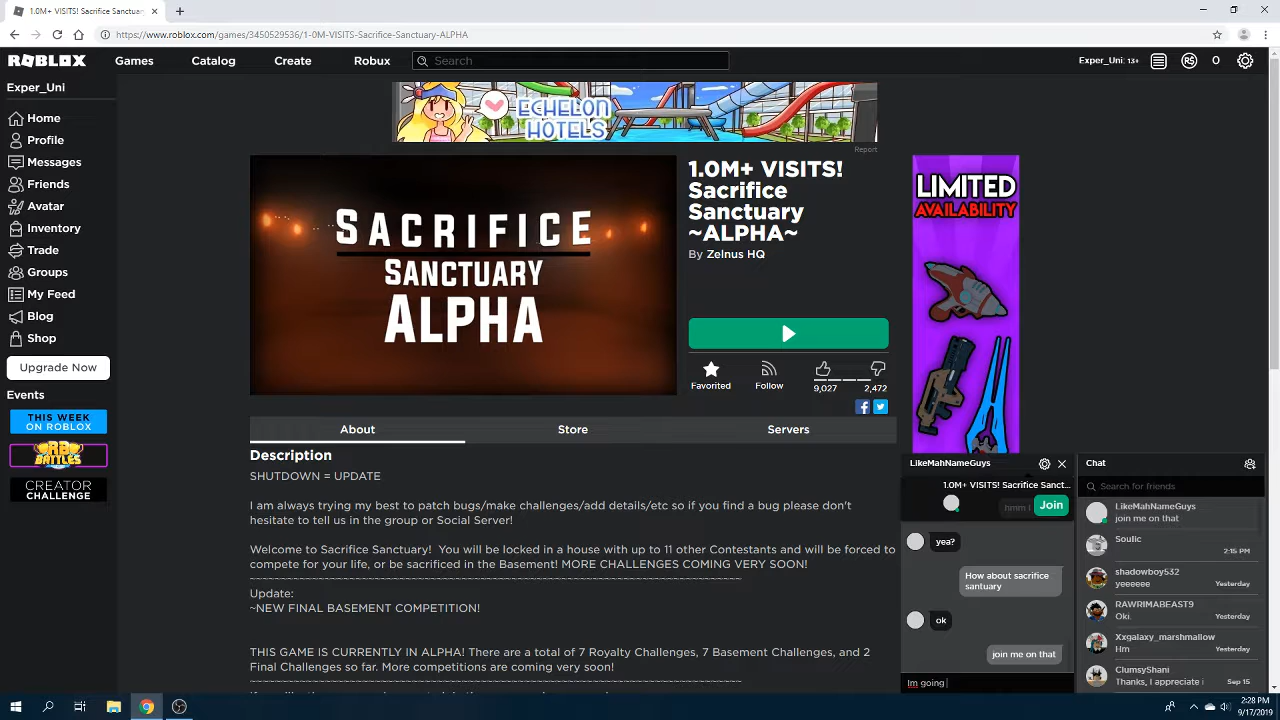 1.0M+ VISITS! Sacrifice Sanctuary
https://www.roblox.com/games/3450529536/1-0M-VISITS-Sacrifice-Sanctuary-ALPHA
ROBLOX
Games
Catalog
Create
Robux
Search
Exper_Uni: 13+
0
Exper_Uni
Home
Profile
Messages
Friends
Avatar
Inventory
Trade
Groups
My Feed
Blog
Shop
Upgrade Now
Events
THIS WEEK
ON ROBLOX
RB
BATTLES
CREATOR
CHALLENGE
ECHELON
HOTELS
Report
SACRIFICE
SANCTUARY
ALPHA
1.0M+ VISITS!
Sacrifice
Sanctuary
~ALPHA~
By Zelnus HQ
Favorited
Follow
9,027
2,472
LIMITED
AVAILABILITY
About
Store
Servers
Description
SHUTDOWN = UPDATE
I am always trying my best to patch bugs/make challenges/add details/etc so if you find a bug please don't
hesitate to tell us in the group or Social Server!
Welcome to Sacrifice Sanctuary! You will be locked in a house with up to 11 other Contestants and will be forced to
compete for your life, or be sacrificed in the Basement! MORE CHALLENGES COMING VERY SOON!
Update:
~NEW FINAL BASEMENT COMPETITION!
THIS GAME IS CURRENTLY IN ALPHA! There are a total of 7 Royalty Challenges, 7 Basement Challenges, and 2
Final Challenges so far. More competitions are coming very soon!
LikeMahNameGuys
1.0M+ VISITS! Sacrifice Sanct...
hmm I
Join
yea?
How about sacrifice
santuary
ok
join me on that
Im going
Chat
Search for friends
LikeMahNameGuys
join me on that
Soulic
2:15 PM
shadowboy532
yeeeeee
Yesterday
RAWRIMABEAST9
Oki.
Yesterday
Xxgalaxy_marshmallow
Hm
Yesterday
ClumsyShani
Thanks, I appreciate i
Sep 15
2:28 PM
9/17/2019